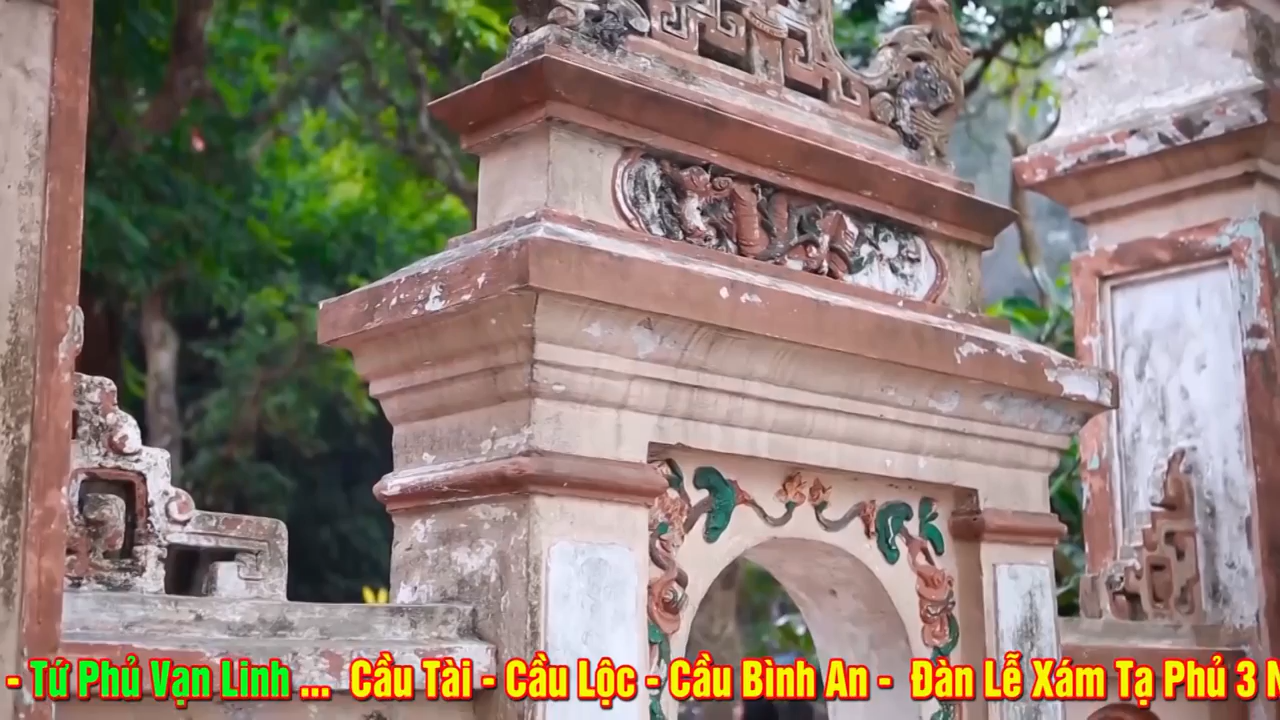 - Tứ Phủ Vạn Linh ... Cầu Tài - Cầu Lộc - Cầu Bình An - Đàn Lễ Xám Tạ Phủ 3 N